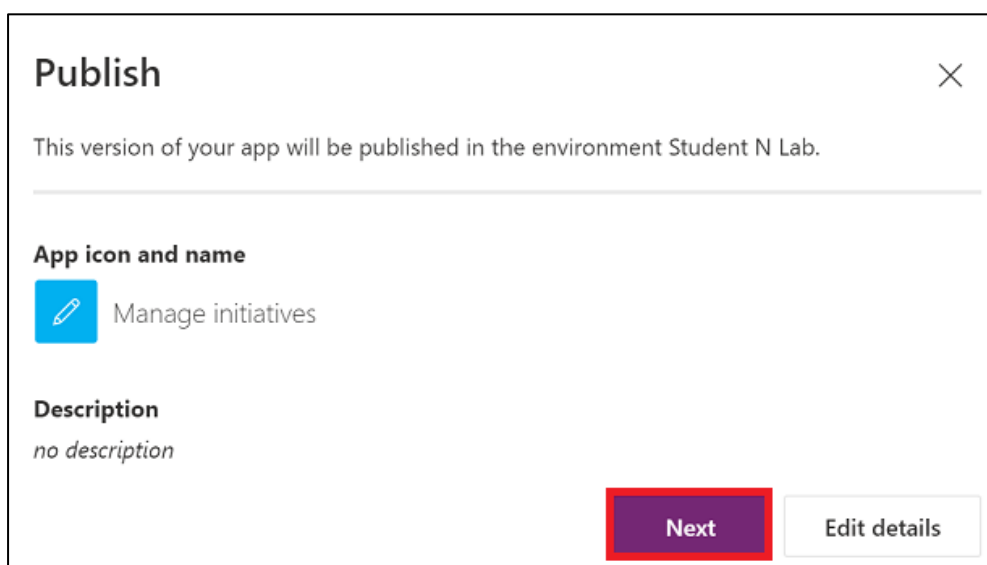 Publish
This version of your app will be published in the environment Student N Lab.
App icon and name
Manage initiatives
Description
no description
Next
Edit details